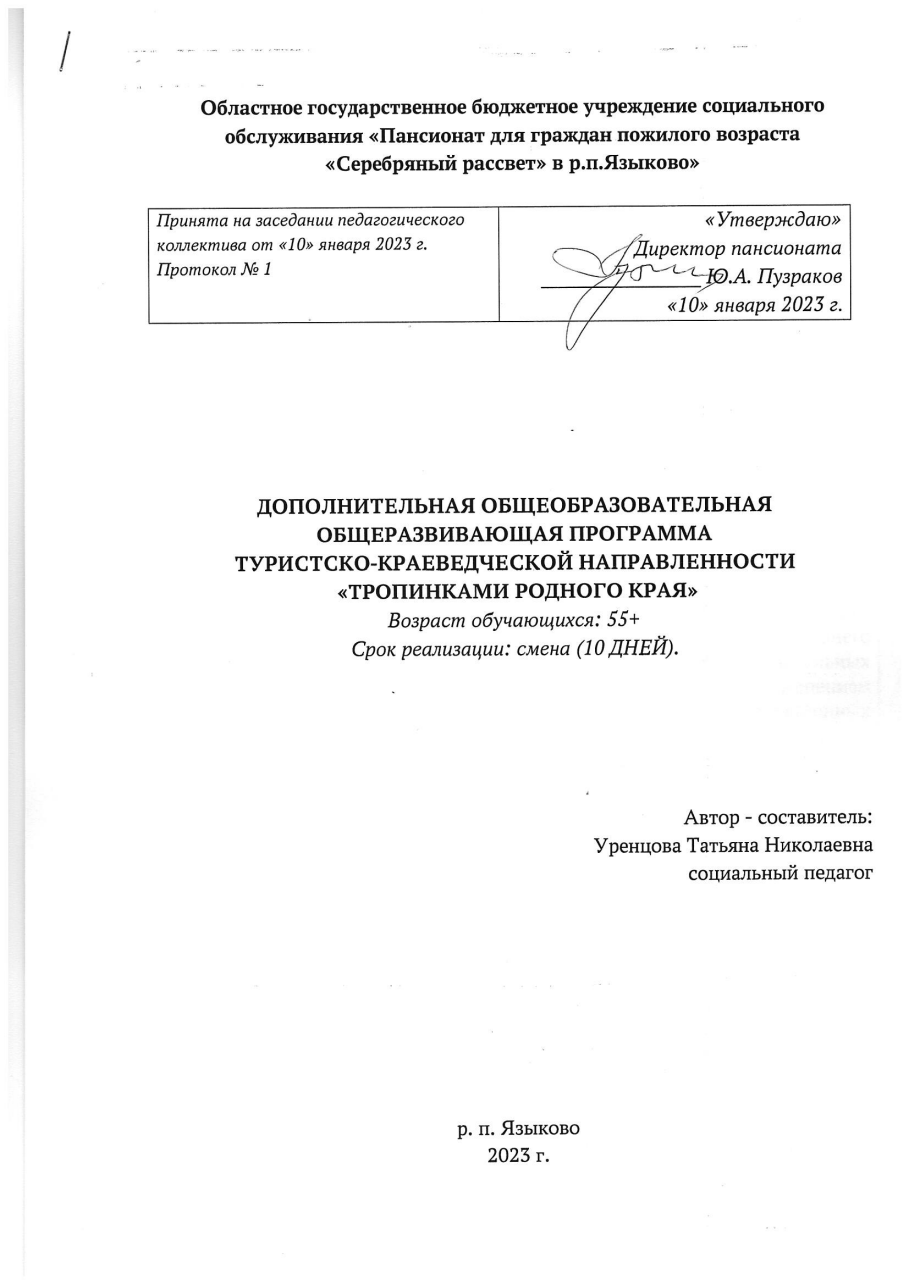 Областное государственное бюджетное учреждение социального
обслуживания «Пансионат для граждан пожилого возраста
«Серебряный рассвет» в р.п.Языково»
Принята на заседании педагогического
коллектива от «10» января 2023 г.
Протокол № 1
«Утверждаю»
Директор пансионата
Ю.А. Пузраков
«10» января 2023 г.
ДОПОЛНИТЕЛЬНАЯ ОБЩЕОБРАЗОВАТЕЛЬНАЯ
ОБЩЕРАЗВИВАЮЩАЯ ПРОГРАММА
ТУРИСТСКО-КРАЕВЕДЧЕСКОЙ НАПРАВЛЕННОСТИ
«ТРОПИНКАМИ РОДНОГО КРАЯ»
Возраст обучающихся: 55+
Срок реализации: смена (10 ДНЕЙ).
Автор - составитель:
Уренцова Татьяна Николаевна
социальный педагог
р. п. Языково
2023 г.